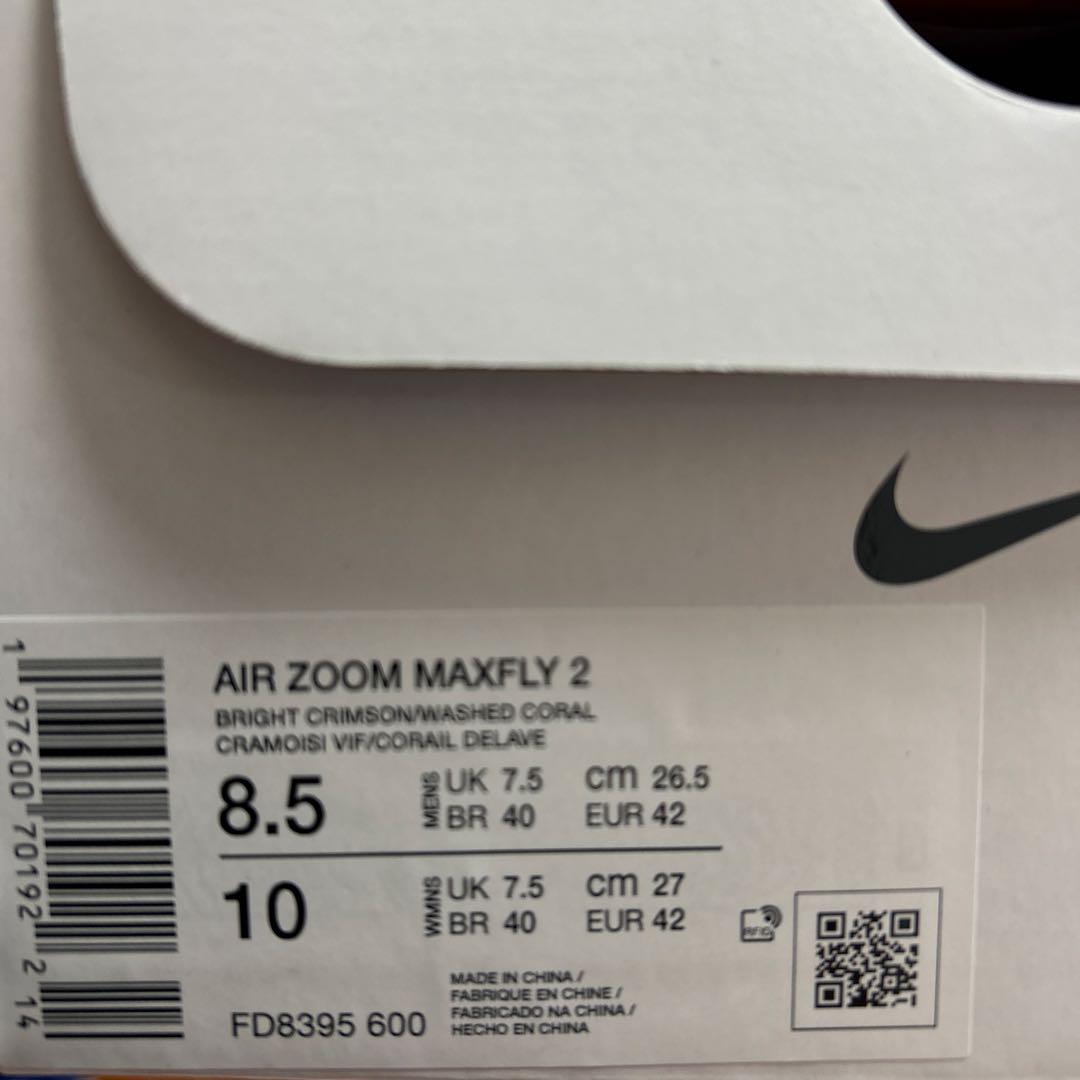 AIR ZOOM MAXFLY 2
BRIGHT CRIMSON/WASHED CORAL
CRAMOISI VIF/CORAIL DELAVE
8.5 MENS UK 7.5 cm 26.5
BR 40 EUR 42
10 WMNS UK 7.5 cm 27
BR 40 EUR 42
RFID
MADE IN CHINA /
FABRIQUE EN CHINE /
FABRICADO NA CHINA /
HECHO EN CHINA
FD8395 600
1 97600 70192 2 14